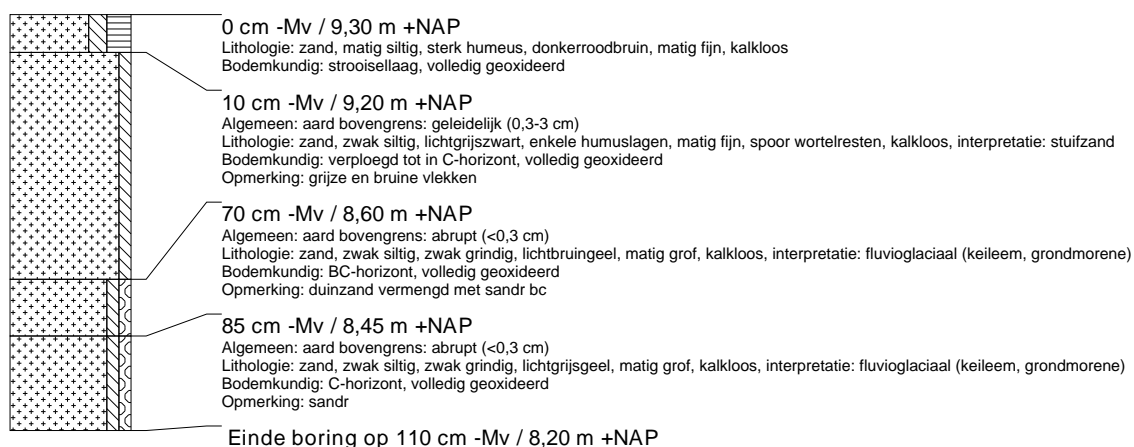 0 cm -Mv / 9,30 m +NAP
Lithologie: zand, matig siltig, sterk humeus, donkerroodbruin, matig fijn, kalkloos
Bodemkundig: strooisellaag, volledig geoxideerd
10 cm -Mv / 9,20 m +NAP
Algemeen: aard bovengrens: geleidelijk (0,3-3 cm)
Lithologie: zand, zwak siltig, lichtgrijszwart, enkele humuslagen, matig fijn, spoor wortelresten, kalkloos, interpretatie: stuifzand
Bodemkundig: verploegd tot in C-horizont, volledig geoxideerd
Opmerking: grijze en bruine vlekken
70 cm -Mv / 8,60 m +NAP
Algemeen: aard bovengrens: abrupt (<0,3 cm)
Lithologie: zand, zwak siltig, zwak grindig, lichtbruingeel, matig grof, kalkloos, interpretatie: fluvioglaciaal (keileem, grondmorene)
Bodemkundig: BC-horizont, volledig geoxideerd
Opmerking: duinzand vermengd met sandr bc
85 cm -Mv / 8,45 m +NAP
Algemeen: aard bovengrens: abrupt (<0,3 cm)
Lithologie: zand, zwak siltig, zwak grindig, lichtgrijsgeel, matig grof, kalkloos, interpretatie: fluvioglaciaal (keileem, grondmorene)
Bodemkundig: C-horizont, volledig geoxideerd
Opmerking: sandr
Einde boring op 110 cm -Mv / 8,20 m +NAP